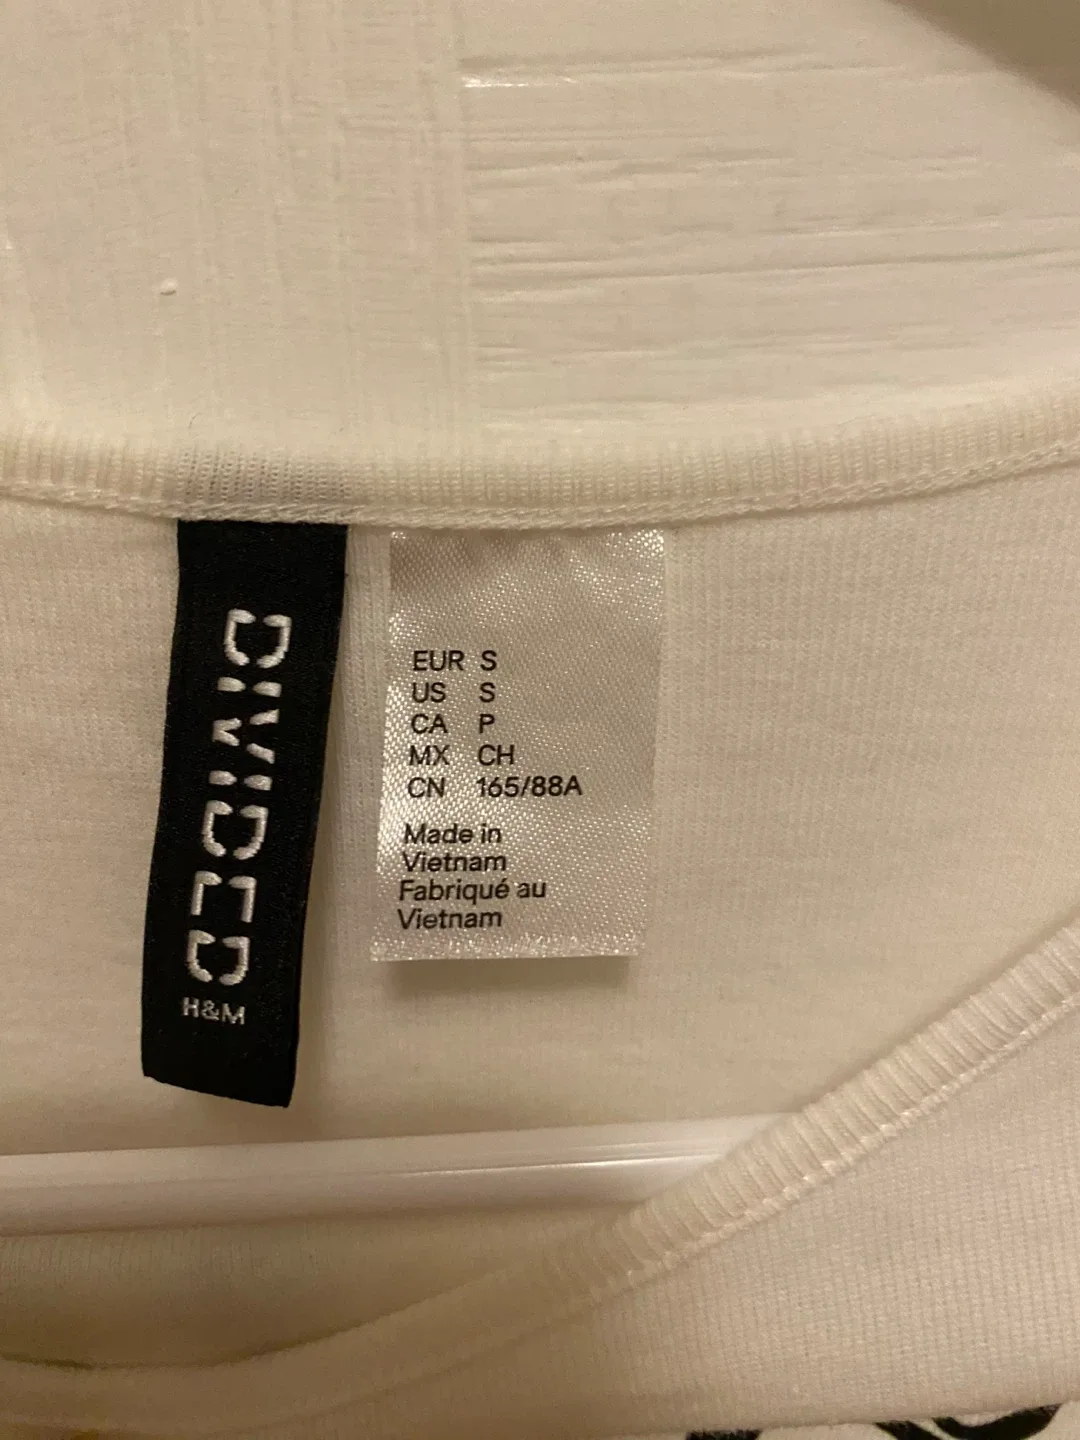 DIVIDED
H&M
EUR S
US S
CA P
MX CH
CN 165/88A
Made in
Vietnam
Fabriqué au
Vietnam